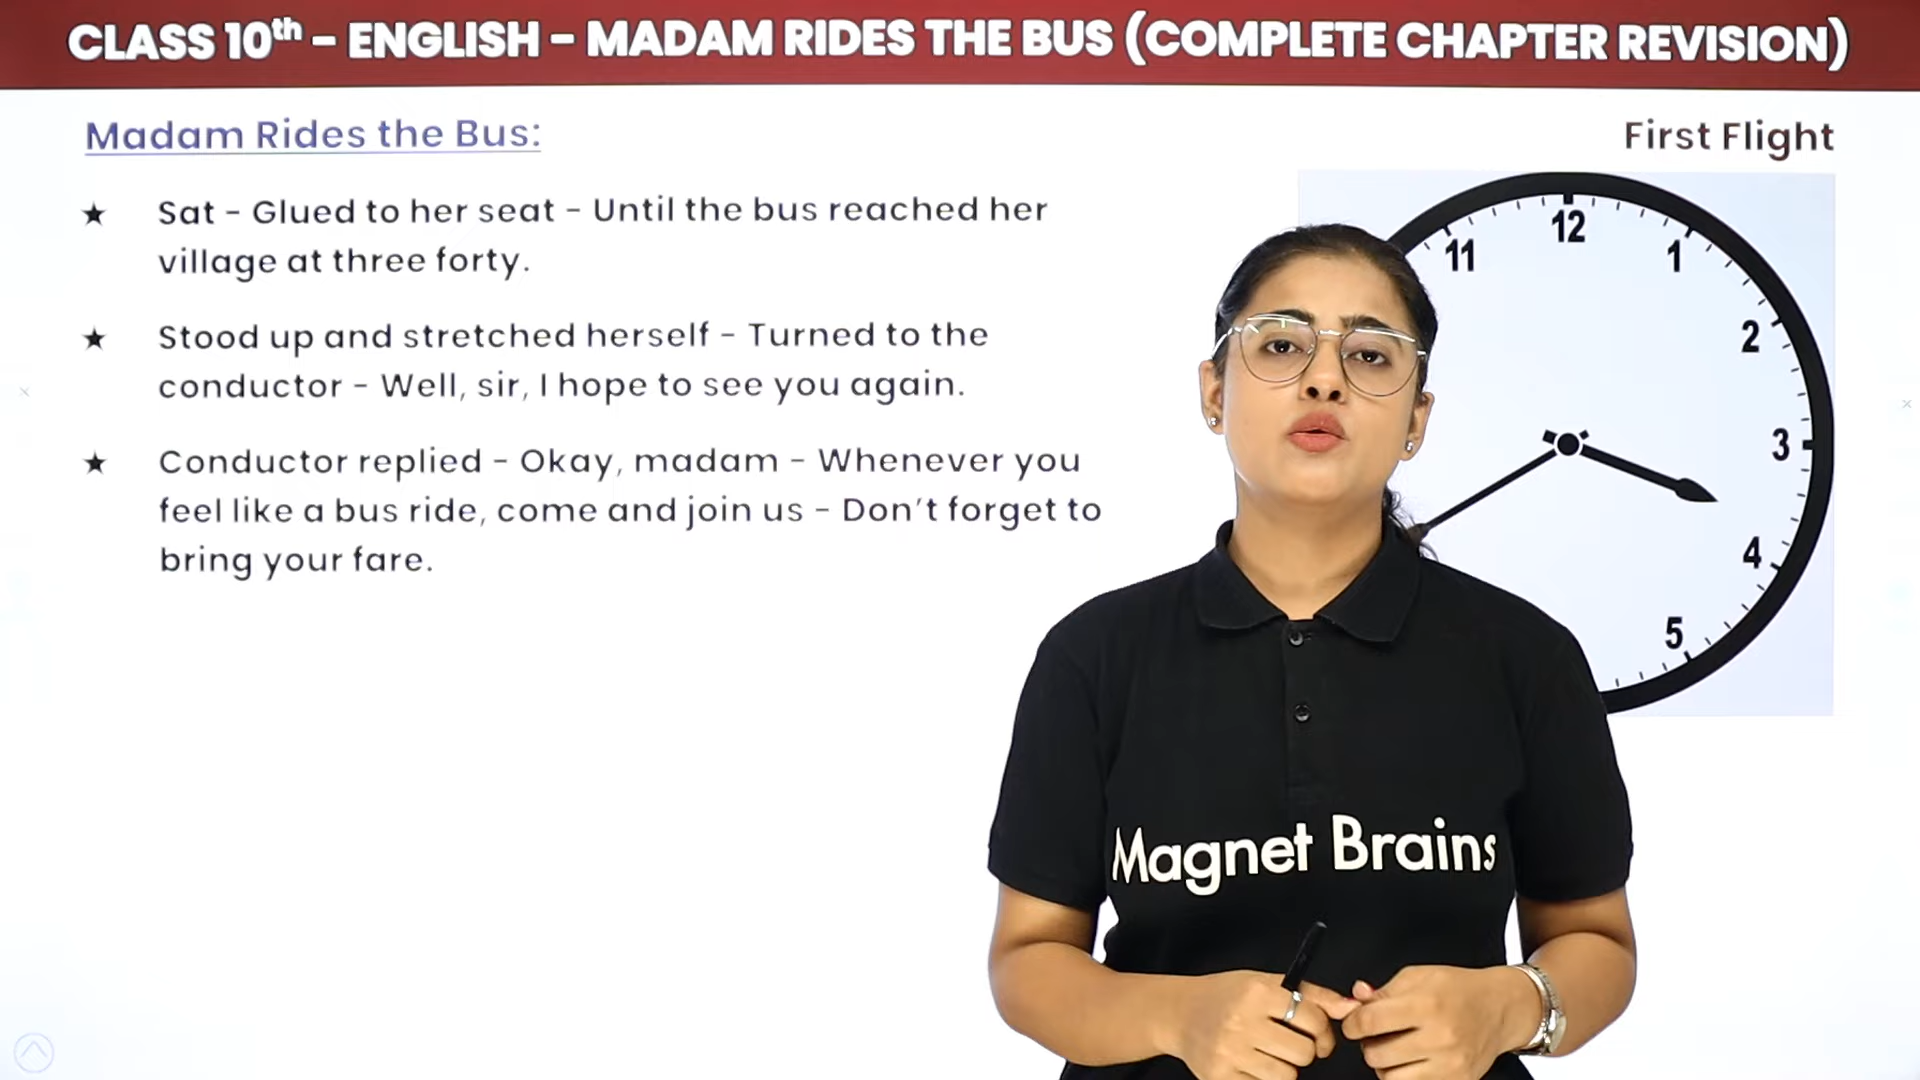 CLASS 10th - ENGLISH - MADAM RIDES THE BUS (COMPLETE CHAPTER REVISION)
Madam Rides the Bus:
First Flight
★ Sat - Glued to her seat - Until the bus reached her
village at three forty.
★ Stood up and stretched herself - Turned to the
conductor - Well, sir, I hope to see you again.
★ Conductor replied - Okay, madam - Whenever you
feel like a bus ride, come and join us - Don't forget to
bring your fare.
11 12 1
2
3
4
5
Magnet Brains